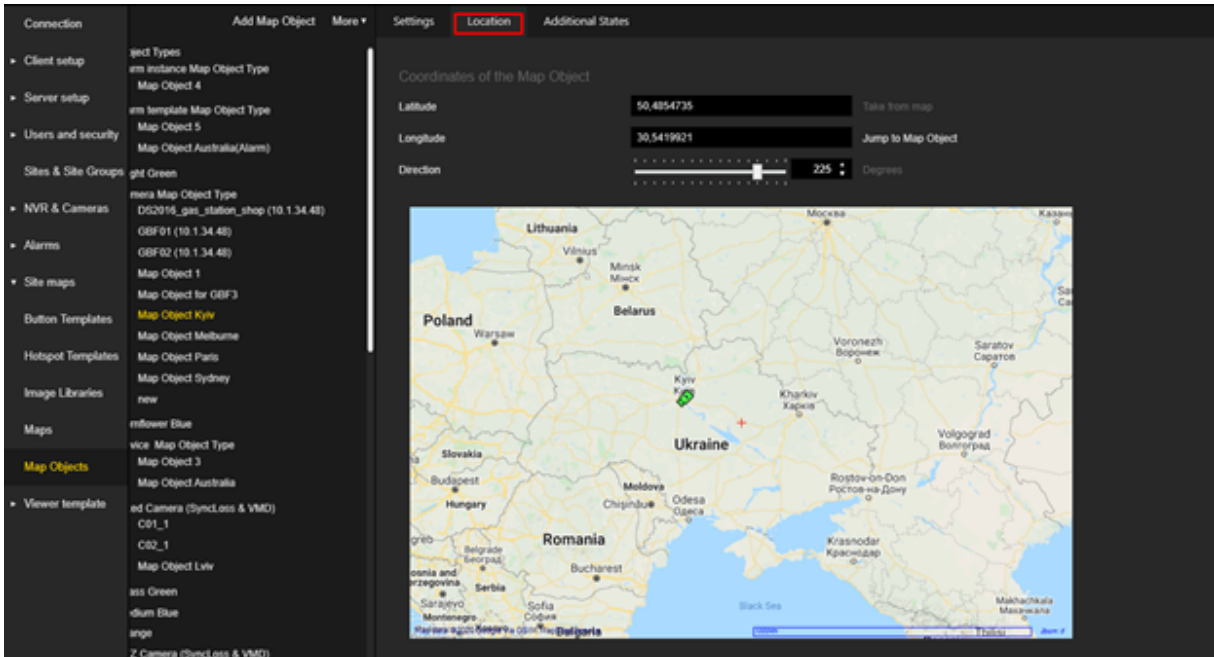 Connection
Client setup
Server setup
Users and security
Sites & Site Groups
NVR & Cameras
Alarms
Site maps
Button Templates
Hotspot Templates
Image Libraries
Maps
Map Objects
Viewer template
Add Map Object More
ject Types
rm instance Map Object Type
Map Object 4
rm template Map Object Type
Map Object 5
Map Object Australia(Alarm)
ght Green
mera Map Object Type
DS2016_gas_station_shop (10.1.34.48)
GBF01 (10.1.34.48)
GBF02 (10.1.34.48)
Map Object 1
Map Object for GBF3
Map Object Kyiv
Map Object Melburne
Map Object Paris
Map Object Sydney
new
rnflower Blue
vice Map Object Type
Map Object 3
Map Object Australia
ed Camera (SyncLoss & VMD)
C01_1
C02_1
Map Object Lviv
ass Green
dium Blue
ange
Z Camera (SyncLoss & VMD)
Settings Location Additional States
Coordinates of the Map Object
Latitude 50,4854735 Take from map
Longitude 30,5419921 Jump to Map Object
Direction 225 Degrees
Москва
Lithuania
Vilnius
Minsk
Мінск
Belarus
Poland
Warsaw
Voronezh
Воронеж
Saratov
Саратов
Kyiv
Kharkiv
Харків
Ukraine
Volgograd
Волгоград
Slovakia
Budapest
Hungary
Moldova
Chișinău
Odesa
Одеса
Rostov-on-Don
Ростов-на-Дону
Romania
Belgrade
Београд
Bucharest
Krasnodar
Краснодар
Serbia
Sarajevo
Montenegro
Sofia
София
Bulgaria
Black Sea
Makhachkala
Махачкала
Tbilisi